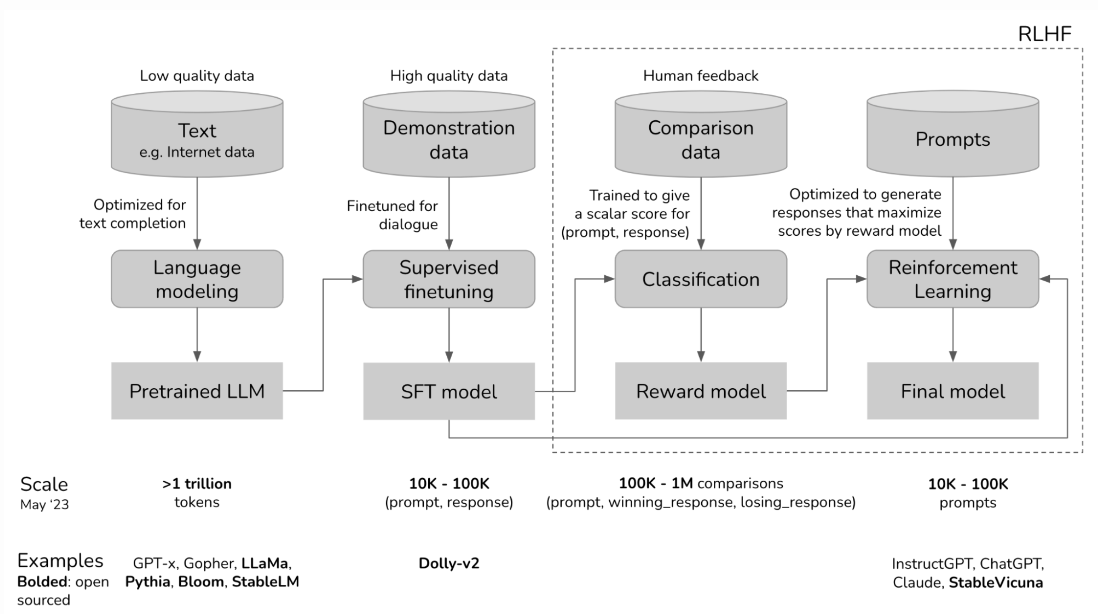 RLHF
Low quality data
High quality data
Human feedback
Text
e.g. Internet data
Demonstration
data
Comparison
data
Prompts
Optimized for
text completion
Finetuned for
dialogue
Trained to give
a scalar score for
(prompt, response)
Optimized to generate
responses that maximize
scores by reward model
Language
modeling
Supervised
finetuning
Classification
Reinforcement
Learning
Pretrained LLM
SFT model
Reward model
Final model
Scale
May ‘23
>1 trillion
tokens
10K - 100K
(prompt, response)
100K - 1M comparisons
(prompt, winning_response, losing_response)
10K - 100K
prompts
Examples
Bolded: open
sourced
GPT-x, Gopher, LLaMa,
Pythia, Bloom, StableLM
Dolly-v2
InstructGPT, ChatGPT,
Claude, StableVicuna